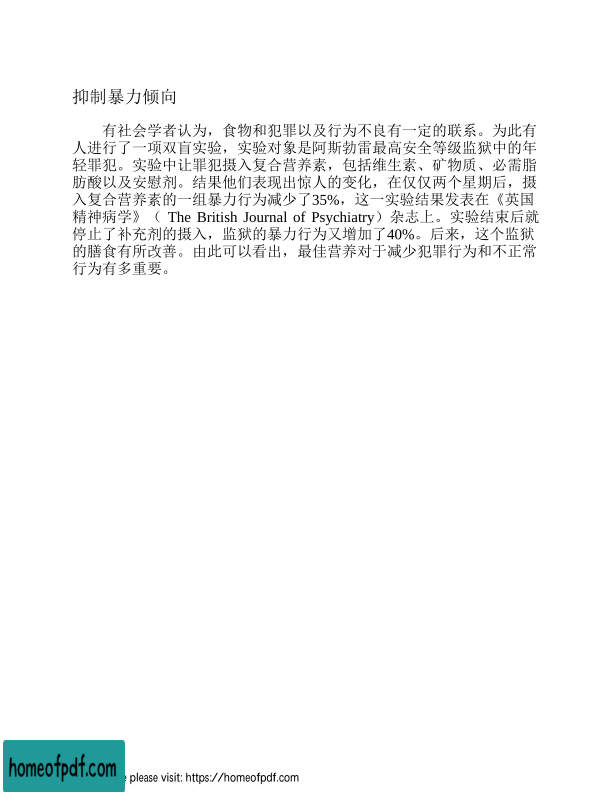 抑制暴力倾向
有社会学者认为，食物和犯罪以及行为不良有一定的联系。为此有
人进行了一项双盲实验，实验对象是阿斯勃雷最高安全等级监狱中的年
轻罪犯。实验中让罪犯摄入复合营养素，包括维生素、矿物质、必需脂
肪酸以及安慰剂。结果他们表现出惊人的变化，在仅仅两个星期后，摄
入复合营养素的一组暴力行为减少了35%，这一实验结果发表在《英国
精神病学》（ The British Journal of Psychiatry）杂志上。实验结束后就
停止了补充剂的摄入，监狱的暴力行为又增加了40%。后来，这个监狱
的膳食有所改善。由此可以看出，最佳营养对于减少犯罪行为和不正常
行为有多重要。
homeofpdf.com
e please visit: https://homeofpdf.com